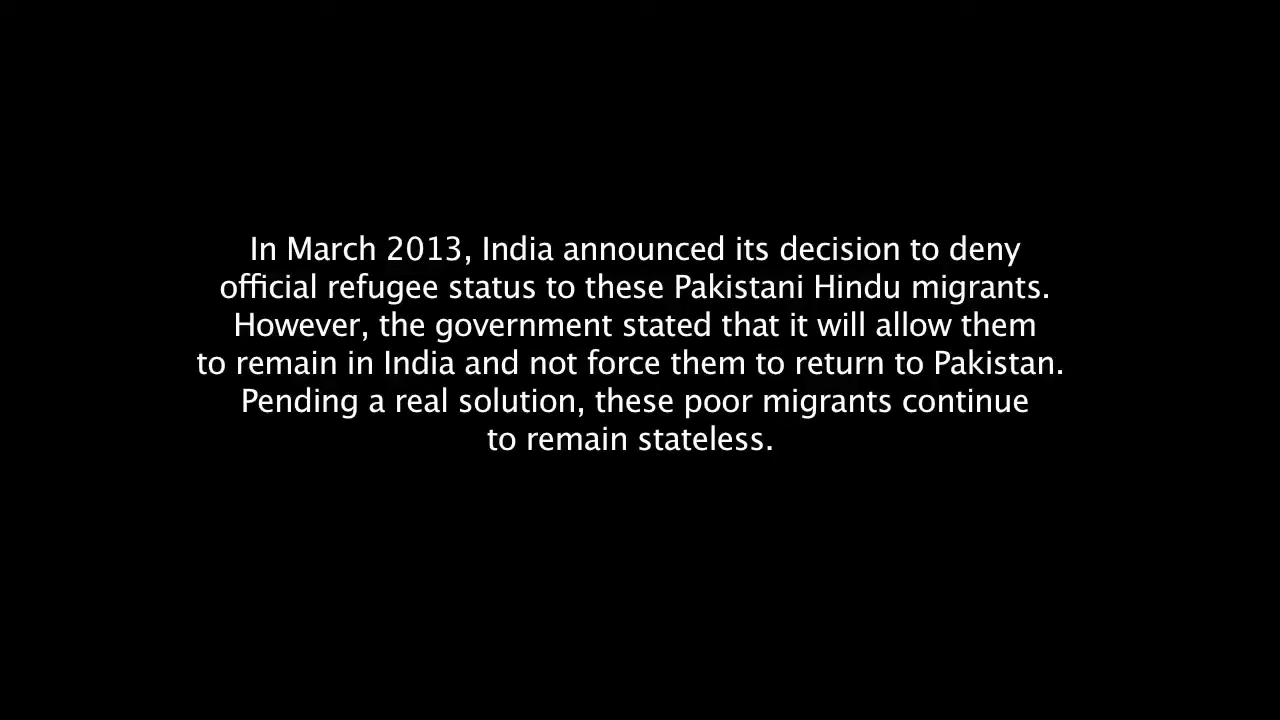 In March 2013, India announced its decision to deny
official refugee status to these Pakistani Hindu migrants.
However, the government stated that it will allow them
to remain in India and not force them to return to Pakistan.
Pending a real solution, these poor migrants continue
to remain stateless.